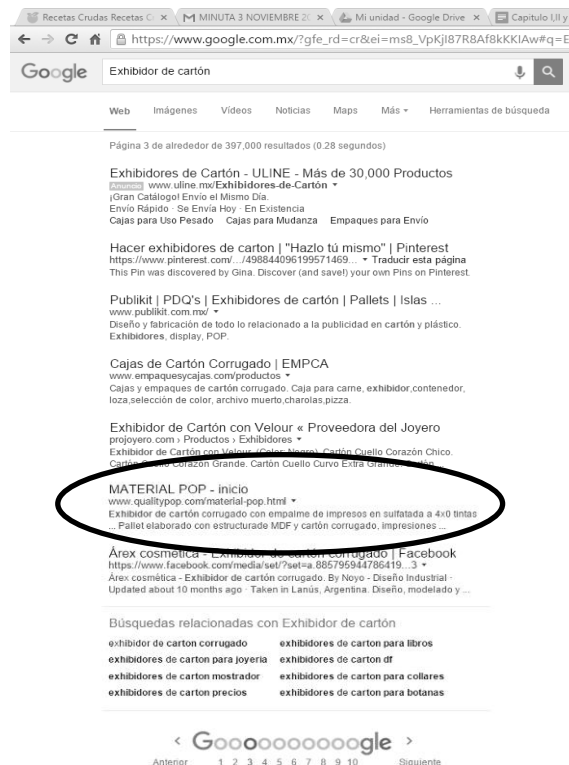 Recetas Crudas Recetas C
MINUTA 3 NOVIEMBRE 2
Mi unidad - Google Drive
Capitulo I,II y
https://www.google.com.mx/?gfe_rd=cr&ei=ms8_VpKjI87R8Af8kKKIAw#q=E
Google
Exhibidor de cartón
Web Imágenes Vídeos Noticias Maps Más Herramientas de búsqueda
Página 3 de alrededor de 397,000 resultados (0.28 segundos)
Exhibidores de Cartón - ULINE - Más de 30,000 Productos
Anuncio www.uline.mx/Exhibidores-de-Cartón
¡Gran Catálogo! Envío el Mismo Día.
Envío Rápido · Se Envía Hoy · En Existencia
Cajas para Uso Pesado Cajas para Mudanza Empaques para Envío
Hacer exhibidores de carton | "Hazlo tú mismo" | Pinterest
https://www.pinterest.com/.../498844096199571469... Traducir esta página
This Pin was discovered by Gina. Discover (and save!) your own Pins on Pinterest.
Publikit | PDQ's | Exhibidores de cartón | Pallets | Islas ...
www.publikit.com.mx/
Diseño y fabricación de todo lo relacionado a la publicidad en cartón y plástico.
Exhibidores, display, POP.
Cajas de Cartón Corrugado | EMPCA
www.empaquesycajas.com/productos
Cajas y empaques de cartón corrugado. Caja para carne, exhibidor,contenedor,
loza,selección de color, archivo muerto,charolas,pizza.
Exhibidor de Cartón con Velour « Proveedora del Joyero
projoyero.com › Productos › Exhibidores
Exhibidor de Cartón con Velour. (Color: Negro). Cartón Cuello Corazón Chico.
Cartón Cuello Corazón Grande. Cartón Cuello Curvo Extra Grande. Cartón ...
MATERIAL POP - inicio
www.qualitypop.com/material-pop.html
Exhibidor de cartón corrugado con empalme de impresos en sulfatada a 4x0 tintas
... Pallet elaborado con estructurade MDF y cartón corrugado, impresiones ...
Árex cosmética - Exhibidor de cartón corrugado | Facebook
https://www.facebook.com/media/set/?set=a.885795944786419...3
Árex cosmética - Exhibidor de cartón corrugado. By Noyo - Diseño Industrial ·
Updated about 10 months ago · Taken in Lanús, Argentina. Diseño, modelado y ...
Búsquedas relacionadas con Exhibidor de cartón
exhibidor de carton corrugado exhibidores de carton para libros
exhibidores de carton para joyeria exhibidores de carton df
exhibidores de carton mostrador exhibidores de carton para collares
exhibidores de carton precios exhibidores de carton para botanas
< Goooooooooogle >
Anterior 1 2 3 4 5 6 7 8 9 10 Siguiente